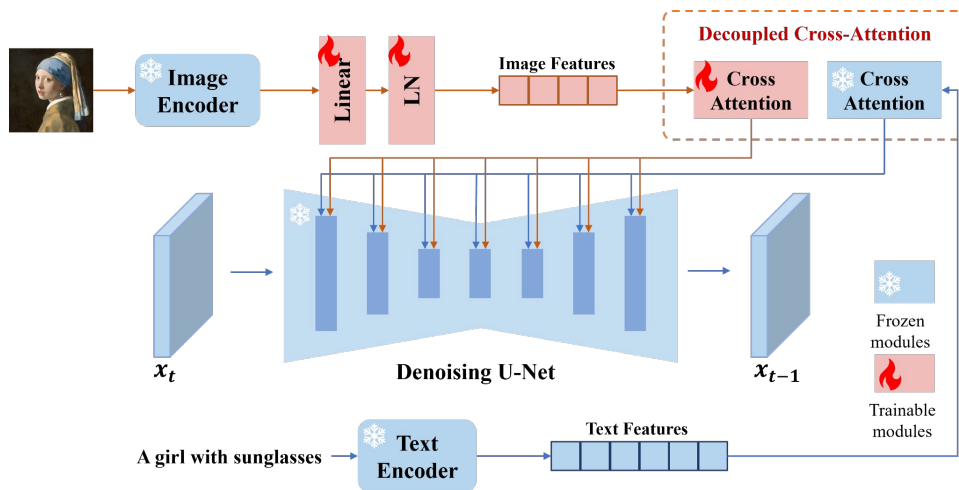 Decoupled Cross-Attention
Image
Encoder
Linear
LN
Image Features
Cross
Attention
Cross
Attention
x_t
Denoising U-Net
x_{t-1}
Frozen
modules
Trainable
modules
A girl with sunglasses
Text
Encoder
Text Features